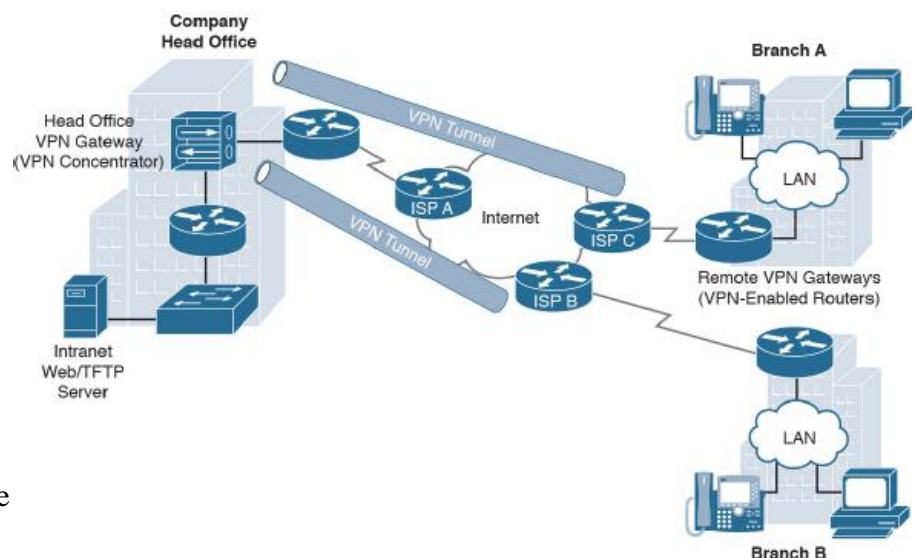 Company
Head Office
Head Office
VPN Gateway
(VPN Concentrator)
VPN Tunnel
ISP A
Internet
VPN Tunnel
ISP C
ISP B
Intranet
Web/TFTP
Server
Branch A
LAN
Remote VPN Gateways
(VPN-Enabled Routers)
LAN
Branch B
e